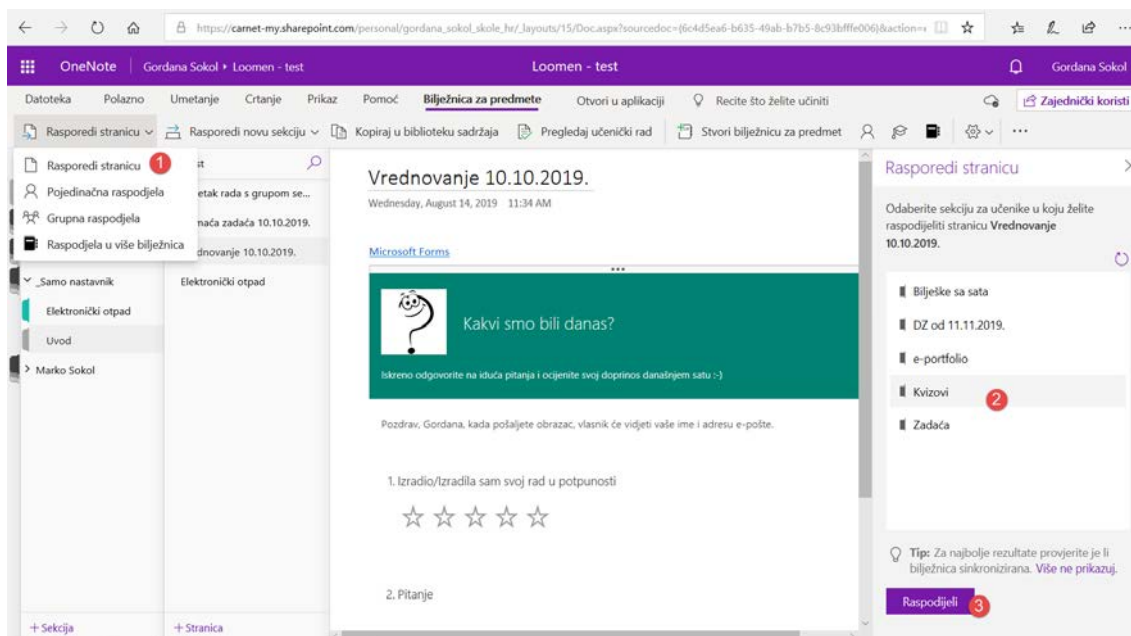 https://carnet-my.sharepoint.com/personal/gordana_sokol_skole_hr/_layouts/15/Doc.aspx?sourcedoc={6c4d5ea6-b635-49ab-b7b5-8c93bfffe006}&action=
OneNote
Gordana Sokol ▸ Loomen - test
Loomen - test
Gordana Sokol
Datoteka Polazno Umetanje Crtanje Prikaz Pomoć Bilježnica za predmete Otvori u aplikaciji Recite što želite učiniti Zajednički koristi
Rasporedi stranicu Rasporedi novu sekciju Kopiraj u biblioteku sadržaja Pregledaj učenički rad Stvori bilježnicu za predmet
Rasporedi stranicu 1
Pojedinačna raspodjela
Grupna raspodjela
Raspodjela u više bilježnica
_Samo nastavnik
Elektronički otpad
Uvod
Marko Sokol
+ Sekcija
st
etak rada s grupom se...
maća zadaća 10.10.2019.
dnovanje 10.10.2019.
Elektronički otpad
+ Stranica
Vrednovanje 10.10.2019.
Wednesday, August 14, 2019 11:34 AM
Microsoft Forms
Kakvi smo bili danas?
Iskreno odgovorite na iduća pitanja i ocijenite svoj doprinos današnjem satu :-)
Pozdrav, Gordana, kada pošaljete obrazac, vlasnik će vidjeti vaše ime i adresu e-pošte.
1. Izradio/Izradila sam svoj rad u potpunosti
2. Pitanje
Rasporedi stranicu
Odaberite sekciju za učenike u koju želite
raspodijeliti stranicu Vrednovanje
10.10.2019.
Bilješke sa sata
DZ od 11.11.2019.
e-portfolio
Kvizovi 2
Zadaća
Tip: Za najbolje rezultate provjerite je li
bilježnica sinkronizirana. Više ne prikazuj.
Raspodijeli 3